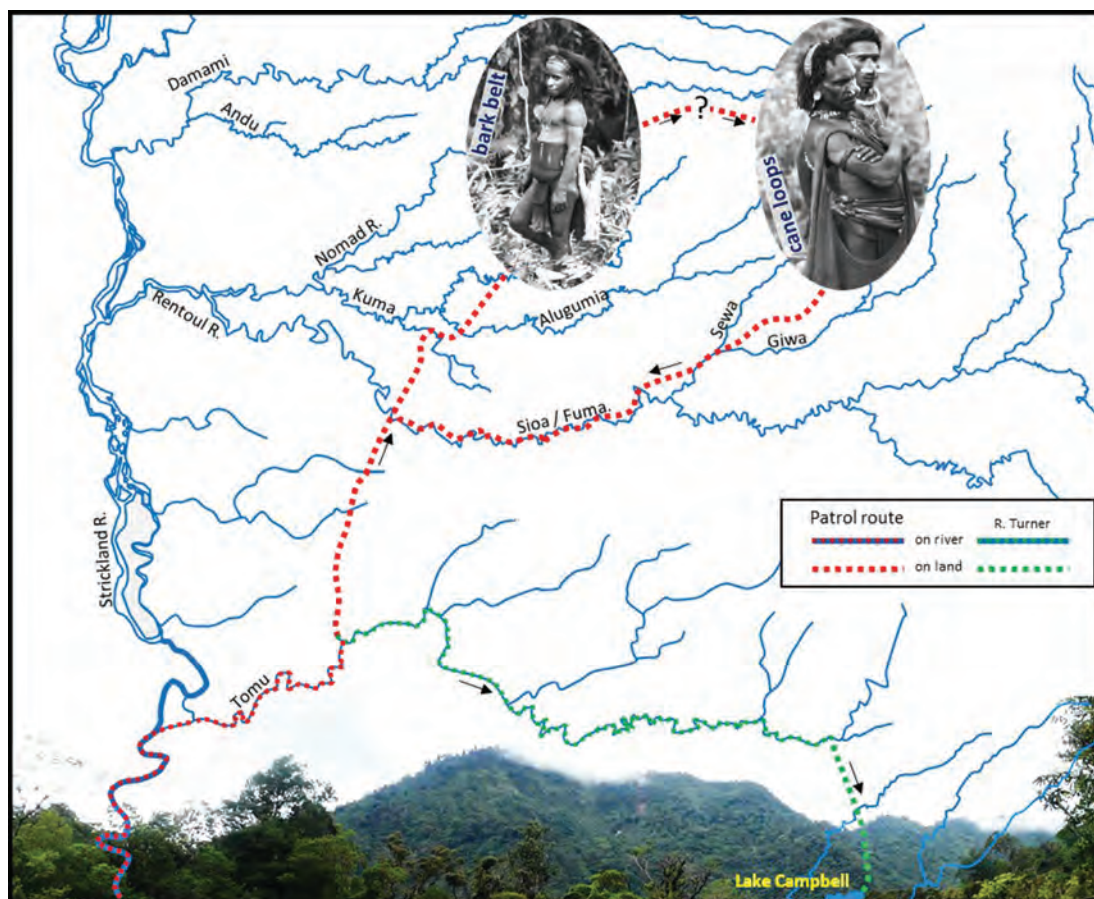 Damami
Andu
bark belt
?
cane loops
Nomad R.
Rentoul R.
Kuma
Alugumia
Sewa
Giwa
Sioa / Fuma.
Strickland R.
Patrol route
R. Turner
on river
on land
Tomu
Lake Campbell